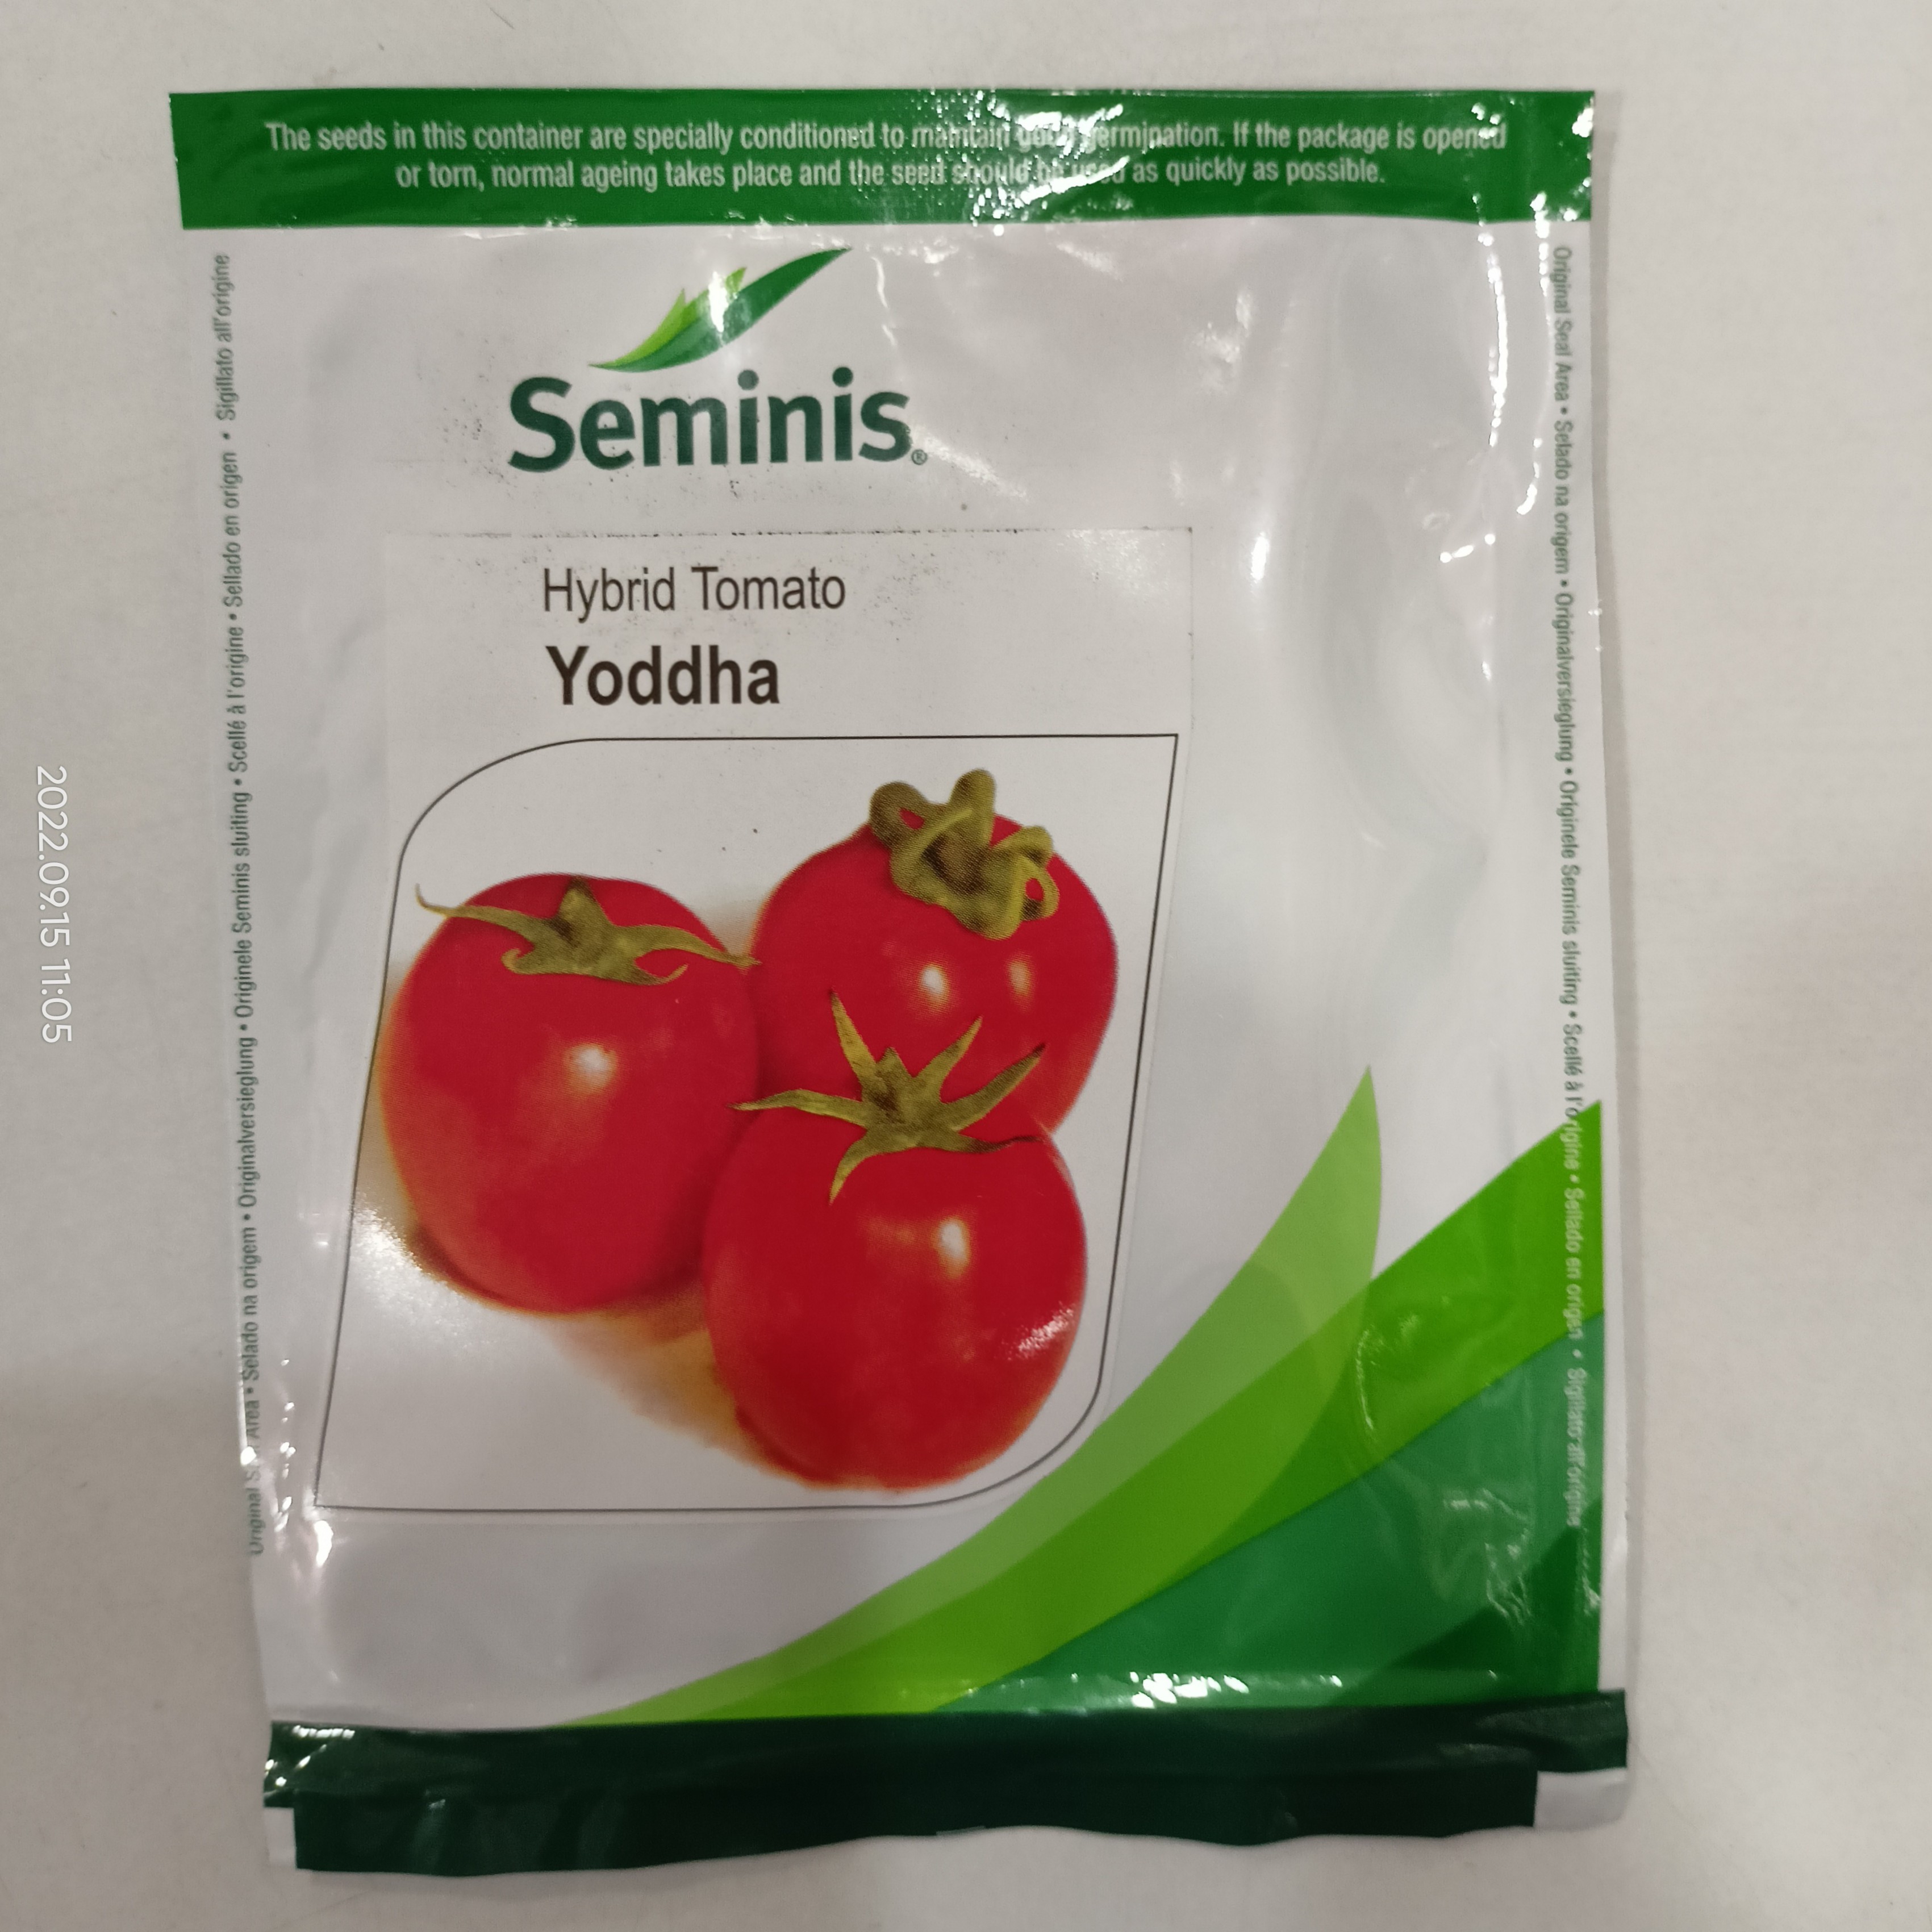 The seeds in this container are specially conditioned to maintain good germination. If the package is opened
or torn, normal ageing takes place and the seed should be used as quickly as possible.
Seminis®
Hybrid Tomato
Yoddha
Original Seal Area • Selado na origem • Originalversieglung • Originele Seminis sluiting • Scellé à l'origine • Sellado en origen • Sigillato all'origine
Original Seal Area • Selado na origem • Originalversieglung • Originele Seminis sluiting • Scellé à l'origine • Sellado en origen • Sigillato all'origine
2022.09.15 11:05